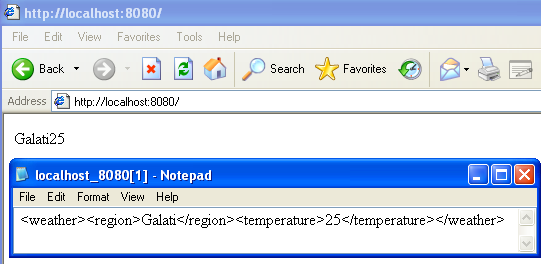 http://localhost:8080/
File Edit View Favorites Tools Help
Back Search Favorites
Address http://localhost:8080/
Galati25
localhost_8080[1] - Notepad
File Edit Format View Help
<weather><region>Galati</region><temperature>25</temperature></weather>